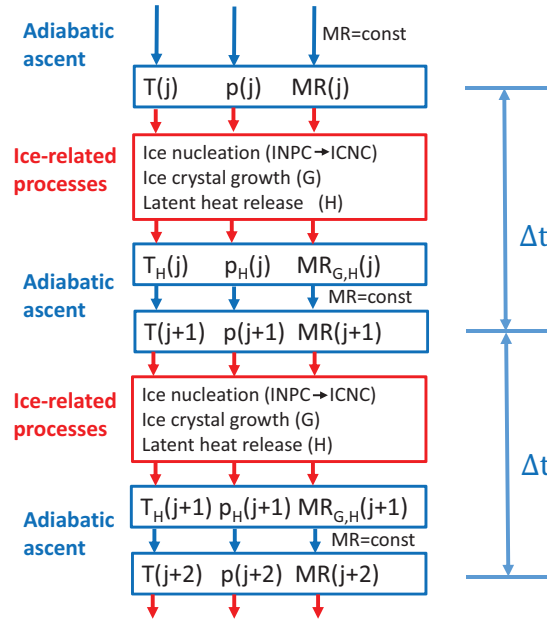 Adiabatic
ascent
MR=const
T(j) p(j) MR(j)
Ice-related
processes
Ice nucleation (INPC→ICNC)
Ice crystal growth (G)
Latent heat release (H)
Δt
T_H(j) p_H(j) MR_G,H(j)
Adiabatic
ascent
MR=const
T(j+1) p(j+1) MR(j+1)
Ice-related
processes
Ice nucleation (INPC→ICNC)
Ice crystal growth (G)
Latent heat release (H)
Δt
T_H(j+1) p_H(j+1) MR_G,H(j+1)
Adiabatic
ascent
MR=const
T(j+2) p(j+2) MR(j+2)